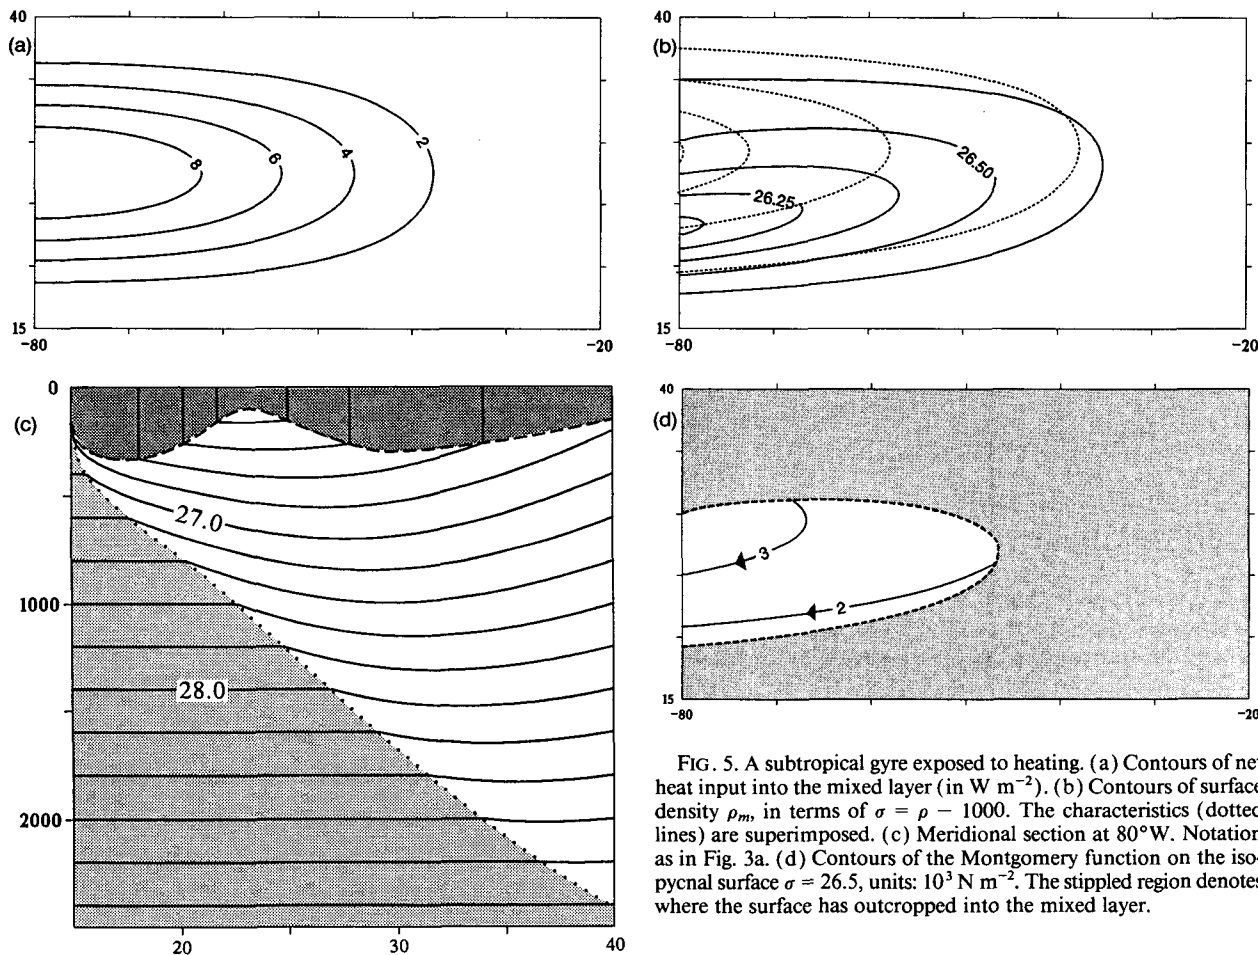 40
(a)
8
6
4
2
15
-80
-20
40
(b)
26.50
26.25
15
-80
-20
0
(c)
27.0
1000
28.0
2000
20
30
40
40
(d)
3
2
15
-80
-20
FIG. 5. A subtropical gyre exposed to heating. (a) Contours of net
heat input into the mixed layer (in W m⁻²). (b) Contours of surface
density ρₘ, in terms of σ = ρ − 1000. The characteristics (dotted
lines) are superimposed. (c) Meridional section at 80°W. Notation
as in Fig. 3a. (d) Contours of the Montgomery function on the iso-
pycnal surface σ = 26.5, units: 10³ N m⁻². The stippled region denotes
where the surface has outcropped into the mixed layer.